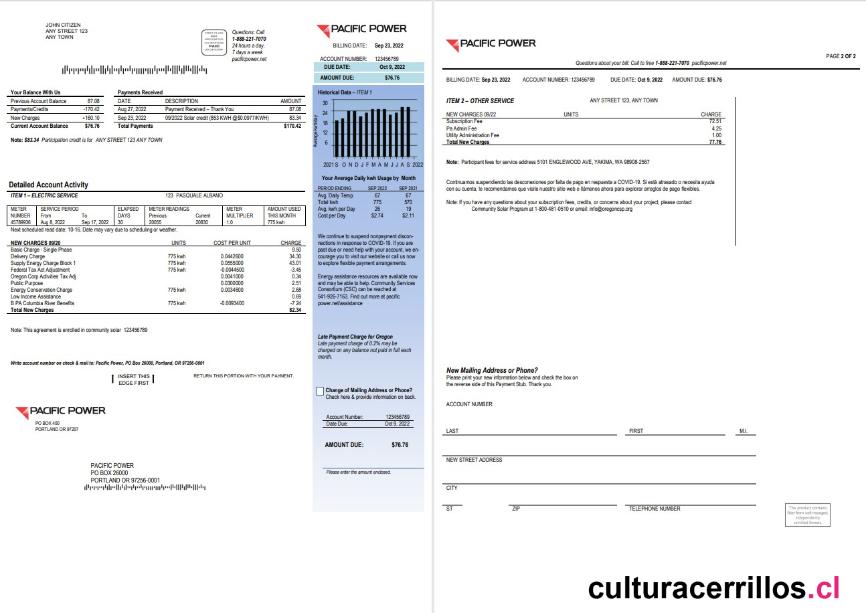 JOHN CITIZEN
ANY STREET 123
ANY TOWN
Questions: Call
1-888-221-7070
24 hours a day.
7 days a week
pacificpower.net
PACIFIC POWER
BILLING DATE: Sep 23, 2022
ACCOUNT NUMBER: 123456789
DUE DATE: Oct 9, 2022
AMOUNT DUE: $76.76
Your Balance With Us
Previous Account Balance 87.08
Payments/Credits -170.42
New Charges +160.10
Current Account Balance $76.76
Payments Received
DATE DESCRIPTION AMOUNT
Aug 27, 2022 Payment Received – Thank You 87.08
Sep 23, 2022 09/2022 Solar credit (853 KWH @$0.0977/KWH) 83.34
Total Payments $170.42
Note: $83.34 Participation credit is for ANY STREET 123 ANY TOWN
Historical Data – ITEM 1
30
24
18
12
6
2021 S O N D J F M A M J J A S 2022
Your Average Daily kwh Usage by Month
PERIOD ENDING SEP 2022 SEP 2021
Avg. Daily Temp 67 67
Total kwh 775 570
Avg. kwh per Day 26 19
Cost per Day $2.74 $2.11
Detailed Account Activity
ITEM 1 – ELECTRIC SERVICE 123 PASQUALE ALBANO
METER NUMBER SERVICE PERIOD From To ELAPSED DAYS METER READINGS Previous Current METER MULTIPLIER AMOUNT USED THIS MONTH
45789936 Aug 8, 2022 Sep 17, 2022 30 20055 20830 1.0 775 kwh
Next scheduled read date: 10-16. Date may vary due to scheduling or weather.
NEW CHARGES 09/20 UNITS COST PER UNIT CHARGE
Basic Charge - Single Phase 9.50
Delivery Charge 775 kwh 0.0442600 34.30
Supply Energy Charge Block 1 0.0555000 43.01
Federal Tax Act Adjustment 775 kwh -0.0044500 -3.45
Oregon Corp Activities Tax Adj 0.0041000 0.34
Public Purpose 0.0300000 2.51
Energy Conservation Charge 775 kwh 0.0034600 2.68
Low Income Assistance 0.69
B PA Columbia River Benefits 775 kwh -0.0093400 -7.24
Total New Charges 82.34
Note: This agreement is enrolled in community solar 123456789
We continue to suspend nonpayment discon-
nections in response to COVID-19. If you are
past due or need help with your account, we en-
courage you to visit our website or call us now
to explore flexible payment arrangements.
Energy assistance resources are available now
and may be able to help. Community Services
Consortium (CSC) can be reached at
541-926-7163. Find out more at pacific
power.net/assistance
Late Payment Charge for Oregon
Late payment charge of 0.2% may be
charged on any balance not paid in full each
month.
Write account number on check & mail to: Pacific Power, PO Box 26000, Portland, OR 97256-0001
INSERT THIS
EDGE FIRST
RETURN THIS PORTION WITH YOUR PAYMENT.
Change of Mailing Address or Phone?
Check here & provide information on back.
PACIFIC POWER
PO BOX 400
PORTLAND OR 97207
Account Number: 123456789
Date Due: Oct 9, 2022
AMOUNT DUE: $76.76
Please enter the amount enclosed.
PACIFIC POWER
PO BOX 26000
PORTLAND OR 97256-0001
PACIFIC POWER
PAGE 2 OF 2
Questions about your bill: Call to free 1-888-221-7070 pacificpower.net
BILLING DATE: Sep 23, 2022 ACCOUNT NUMBER: 123456789 DUE DATE: Oct 9, 2022 AMOUNT DUE: $76.76
ITEM 2 – OTHER SERVICE ANY STREET 123, ANY TOWN
NEW CHARGES 09/22 UNITS CHARGE
Subscription Fee 72.51
Pa Admin Fee 4.25
Utility Administration Fee 1.00
Total New Charges 77.76
Note: Participant fees for service address 5101 ENGLEWOOD AVE, YAKIMA, WA 98908-2567
Continuamos suspendiendo las desconexiones por falta de pago en respuesta a COVID-19. Si está atrasado o necesita ayuda
con su cuenta, le recomendamos que visite nuestro sitio web o llámenos ahora para explorar arreglos de pago flexibles.
Note: If you have any questions about your subscription fees, credits, or concerns about your project, please contact
Community Solar Program at 1-800-481-0510 or email: info@oregoncsp.org
New Mailing Address or Phone?
Please print your new information below and check the box on
the reverse side of this Payment Stub. Thank you.
ACCOUNT NUMBER:
LAST FIRST M.I.
NEW STREET ADDRESS
CITY
ST ZIP TELEPHONE NUMBER
culturacerrillos.cl